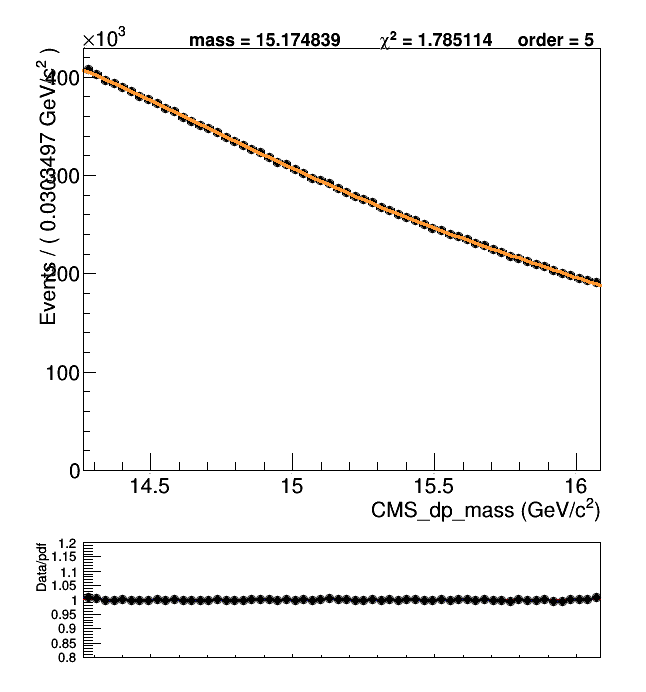 ×10³ mass = 15.174839 χ² = 1.785114 order = 5
Events / ( 0.0303497 GeV/c² )
400
300
200
100
0
14.5 15 15.5 16
CMS_dp_mass (GeV/c²)
Data/pdf
1.2
1.15
1.1
1.05
1
0.95
0.9
0.85
0.8